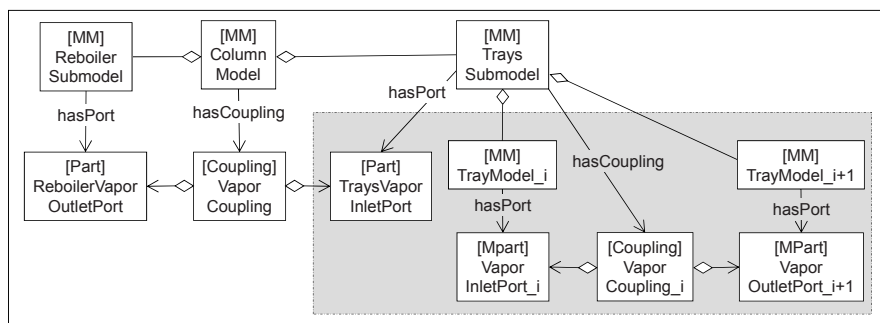 [MM]
Reboiler
Submodel
[MM]
Column
Model
[MM]
Trays
Submodel
hasPort
hasCoupling
hasPort
[Part]
ReboilerVapor
OutletPort
[Coupling]
Vapor
Coupling
[Part]
TraysVapor
InletPort
[MM]
TrayModel_i
hasCoupling
[MM]
TrayModel_i+1
hasPort
hasPort
[Mpart]
Vapor
InletPort_i
[Coupling]
Vapor
Coupling_i
[MPart]
Vapor
OutletPort_i+1